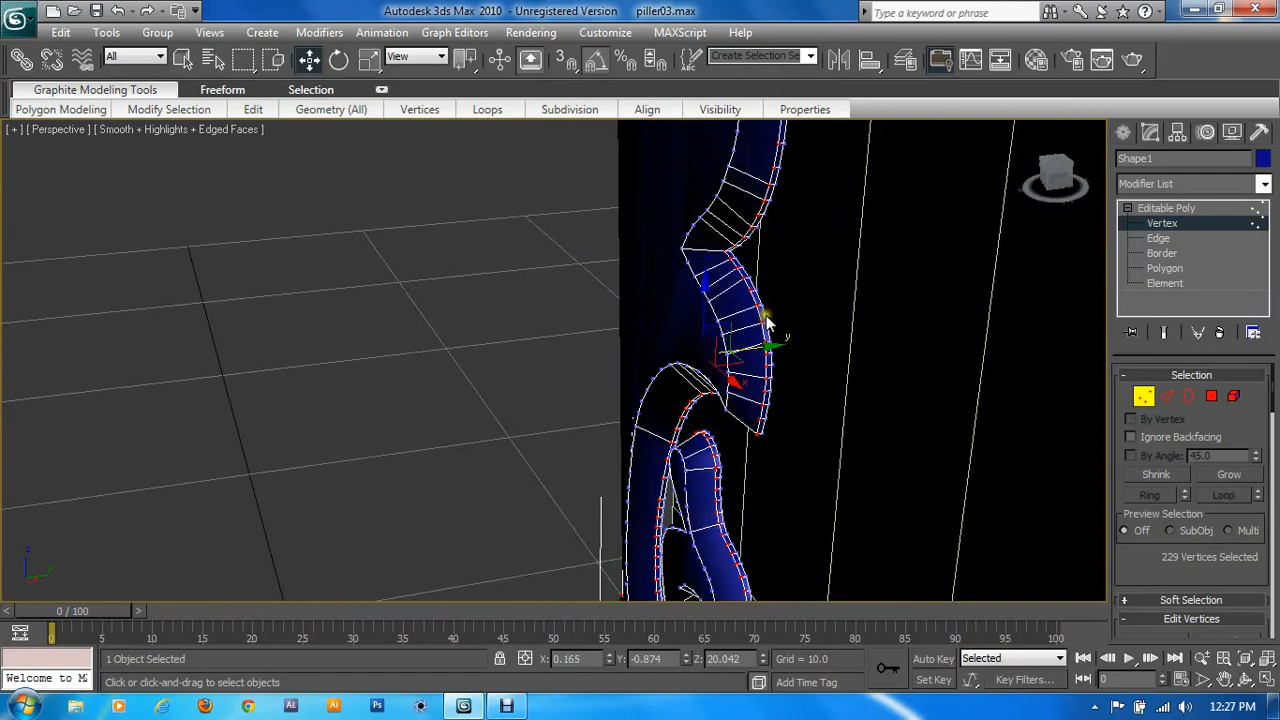 Autodesk 3ds Max 2010 - Unregistered Version piller03.max
Type a keyword or phrase
Edit Tools Group Views Create Modifiers Animation Graph Editors Rendering Customize MAXScript Help
All View 3 Create Selection Se
Graphite Modeling Tools Freeform Selection
Polygon Modeling Modify Selection Edit Geometry (All) Vertices Loops Subdivision Align Visibility Properties
[ + ] [ Perspective ] [ Smooth + Highlights + Edged Faces ]
Shape1
Modifier List
Editable Poly
Vertex
Edge
Border
Polygon
Element
Selection
By Vertex
Ignore Backfacing
By Angle: 45.0
Shrink Grow
Ring Loop
Preview Selection
Off SubObj Multi
229 Vertices Selected
Soft Selection
Edit Vertices
z
y
x
z
y
x
< 0 / 100 >
0 5 10 15 20 25 30 35 40 45 50 55 60 65 70 75 80 85 90 95 100
1 Object Selected X: 0.165 Y: -0.874 Z: 20.042 Grid = 10.0 Auto Key Selected
Welcome to M Click or click-and-drag to select objects Add Time Tag Set Key Key Filters... 0
Ae Ai Ps 12:27 PM